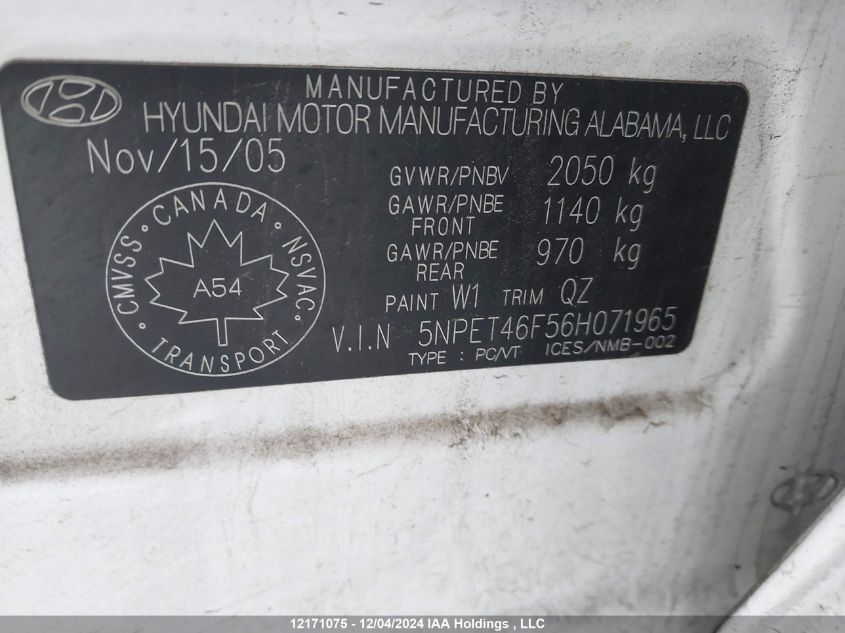 MANUFACTURED BY
HYUNDAI MOTOR MANUFACTURING ALABAMA, LLC
Nov/15/05
GVWR/PNBV 2050 kg
GAWR/PNBE FRONT 1140 kg
GAWR/PNBE REAR 970 kg
PAINT W1 TRIM QZ
V.I.N 5NPET46F56H071965
TYPE : PC/VT ICES/NMB-002
CANADA
CMVSS NSVAC
A54
TRANSPORT
12171075 - 12/04/2024 IAA Holdings , LLC